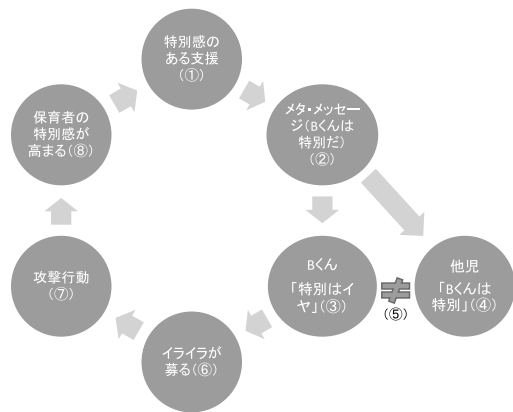 特別感の
ある支援
(①)
メタ・メッセー
ジ(Bくんは
特別だ)
(②)
Bくん
「特別はイ
ヤ」(③)
≠
(⑤)
他児
「Bくんは
特別」(④)
イライラが
募る(⑥)
攻撃行動
(⑦)
保育者の
特別感が
高まる(⑧)